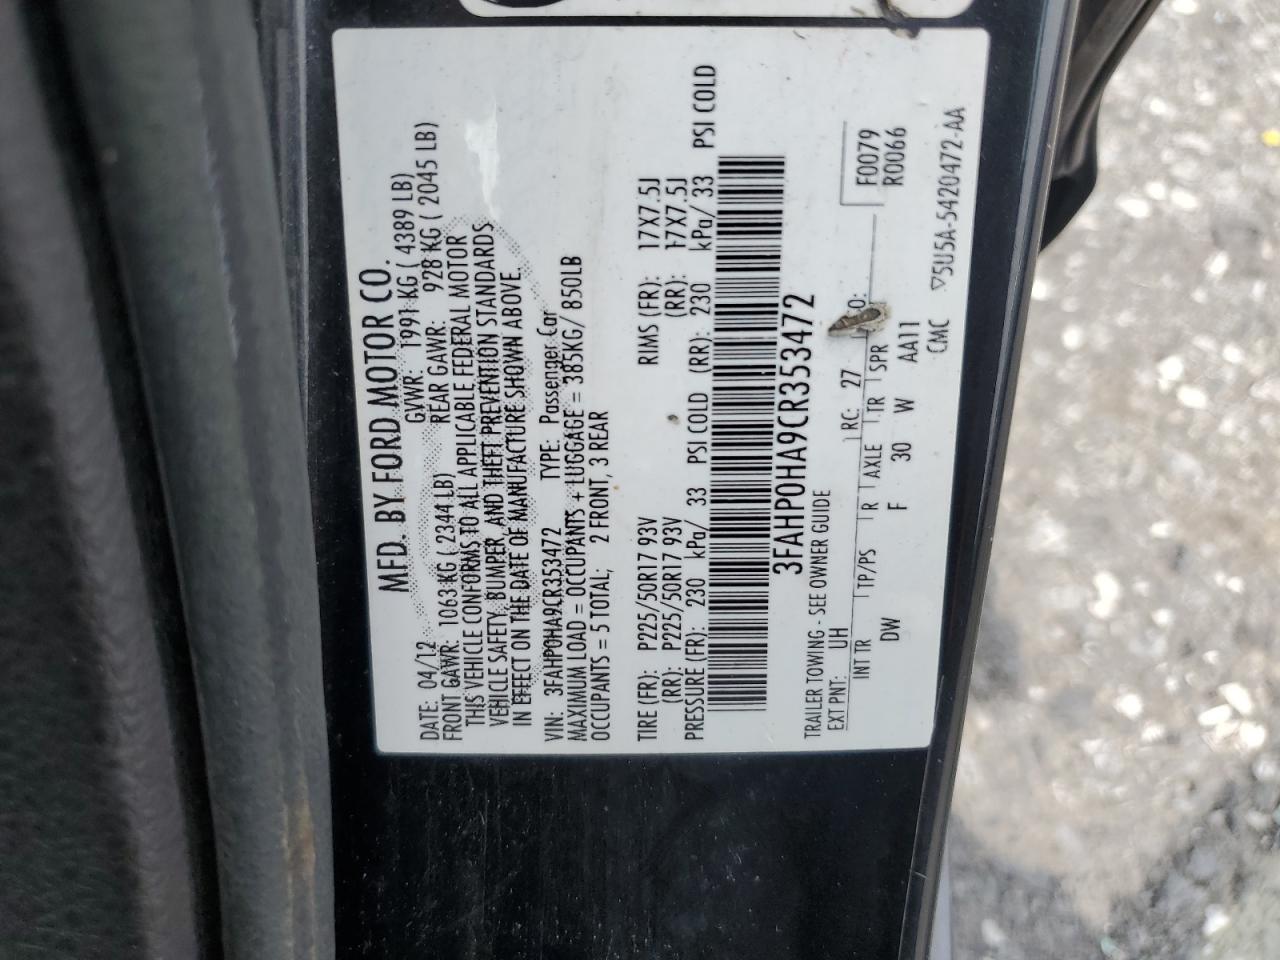 MFD. BY FORD MOTOR CO.
DATE: 04/12 GVWR: 1991 KG ( 4389 LB)
FRONT GAWR: 1063 KG ( 2344 LB) REAR GAWR: 928 KG ( 2045 LB)
THIS VEHICLE CONFORMS TO ALL APPLICABLE FEDERAL MOTOR
VEHICLE SAFETY, BUMPER, AND THEFT PREVENTION STANDARDS
IN EFFECT ON THE DATE OF MANUFACTURE SHOWN ABOVE.
VIN: 3FAHP0HA9CR353472 TYPE: Passenger Car
MAXIMUM LOAD = OCCUPANTS + LUGGAGE = 385KG/ 850LB
OCCUPANTS = 5 TOTAL; 2 FRONT, 3 REAR
TIRE (FR): P225/50R17 93V RIMS (FR): 17X7.5J
(RR): P225/50R17 93V (RR): 17X7.5J
PRESSURE (FR): 230 kPa/ 33 PSI COLD (RR): 230 kPa/ 33 PSI COLD
3FAHP0HA9CR353472
TRAILER TOWING - SEE OWNER GUIDE
EXT PNT: UH RC: 27 F0079
INT TR TP/PS R AXLE TR SPR R0066
DW F 30 W AA11
CMC ▽5U5A-5420472-AA